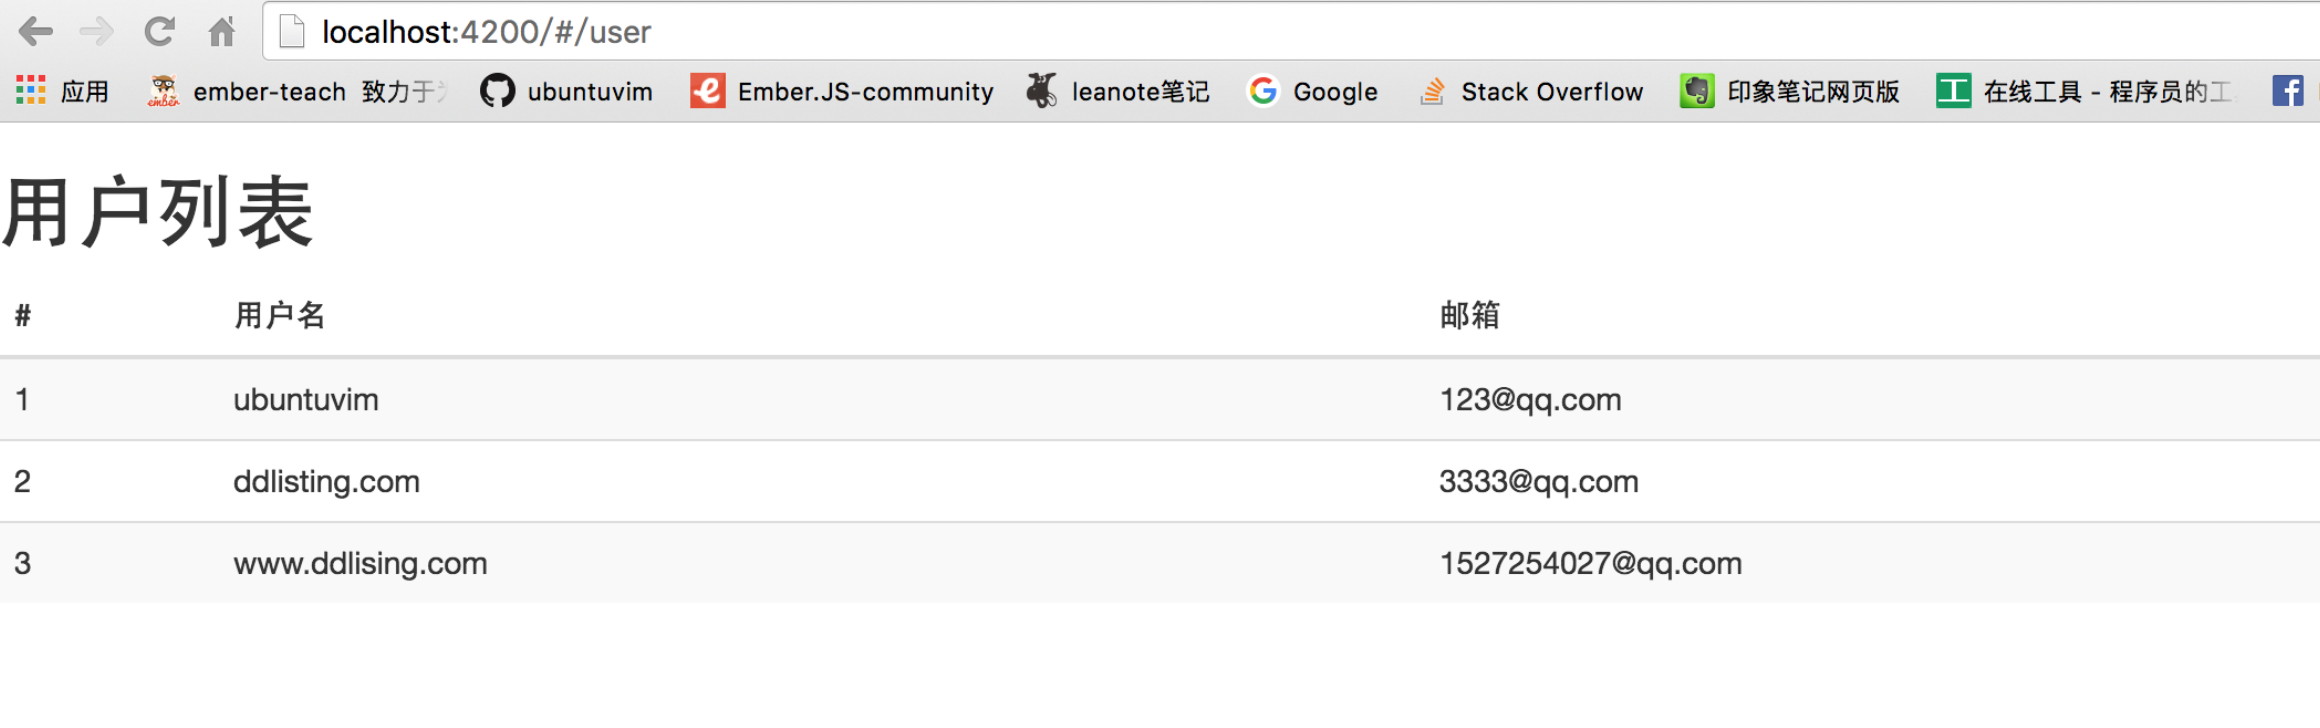 localhost:4200/#/user
应用 ember-teach 致力于 ubuntuvim Ember.JS-community leanote笔记 Google Stack Overflow 印象笔记网页版 在线工具 - 程序员的工
用户列表
# 用户名 邮箱
1 ubuntuvim 123@qq.com
2 ddlisting.com 3333@qq.com
3 www.ddlising.com 1527254027@qq.com